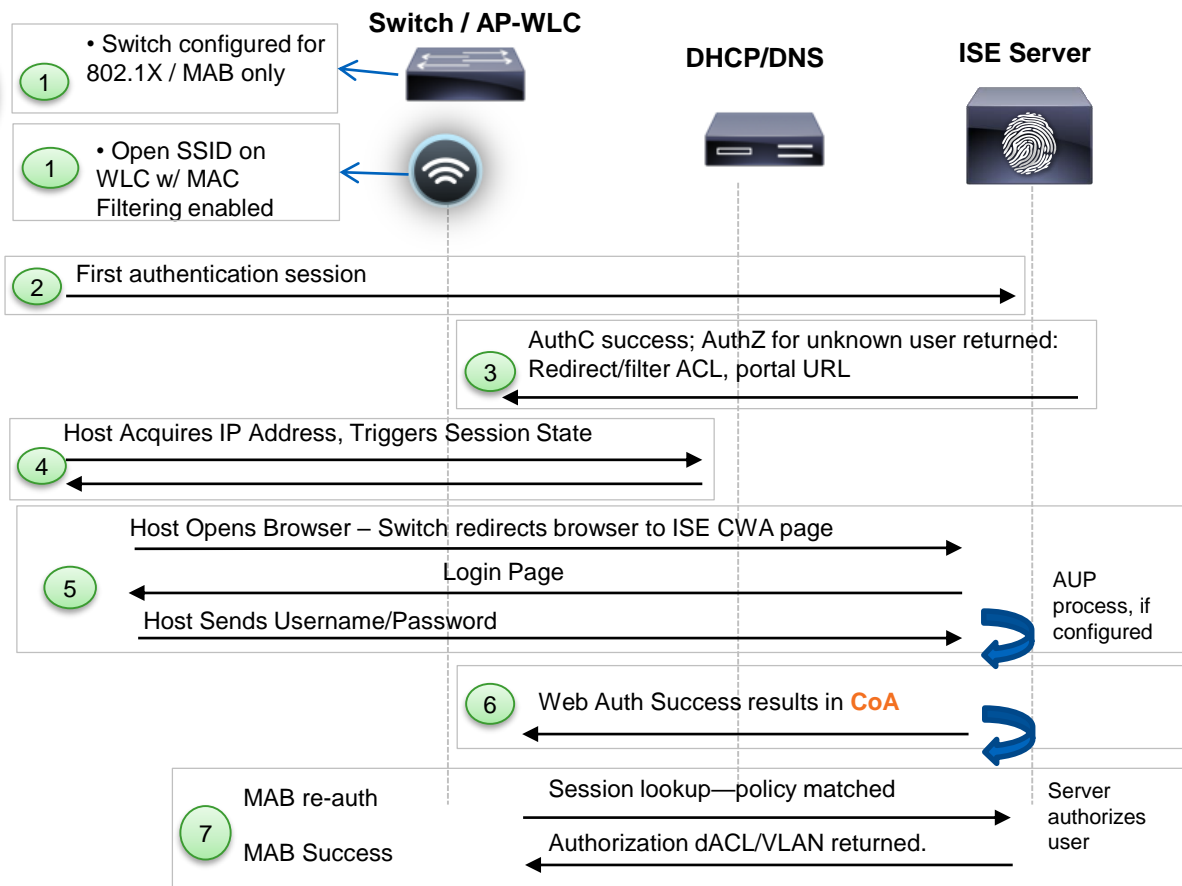 Switch / AP-WLC
DHCP/DNS
ISE Server
1
• Switch configured for
802.1X / MAB only
1
• Open SSID on
WLC w/ MAC
Filtering enabled
2
First authentication session
3
AuthC success; AuthZ for unknown user returned:
Redirect/filter ACL, portal URL
4
Host Acquires IP Address, Triggers Session State
5
Host Opens Browser – Switch redirects browser to ISE CWA page
Login Page
Host Sends Username/Password
AUP
process, if
configured
6
Web Auth Success results in CoA
7
MAB re-auth
MAB Success
Session lookup—policy matched
Authorization dACL/VLAN returned.
Server
authorizes
user